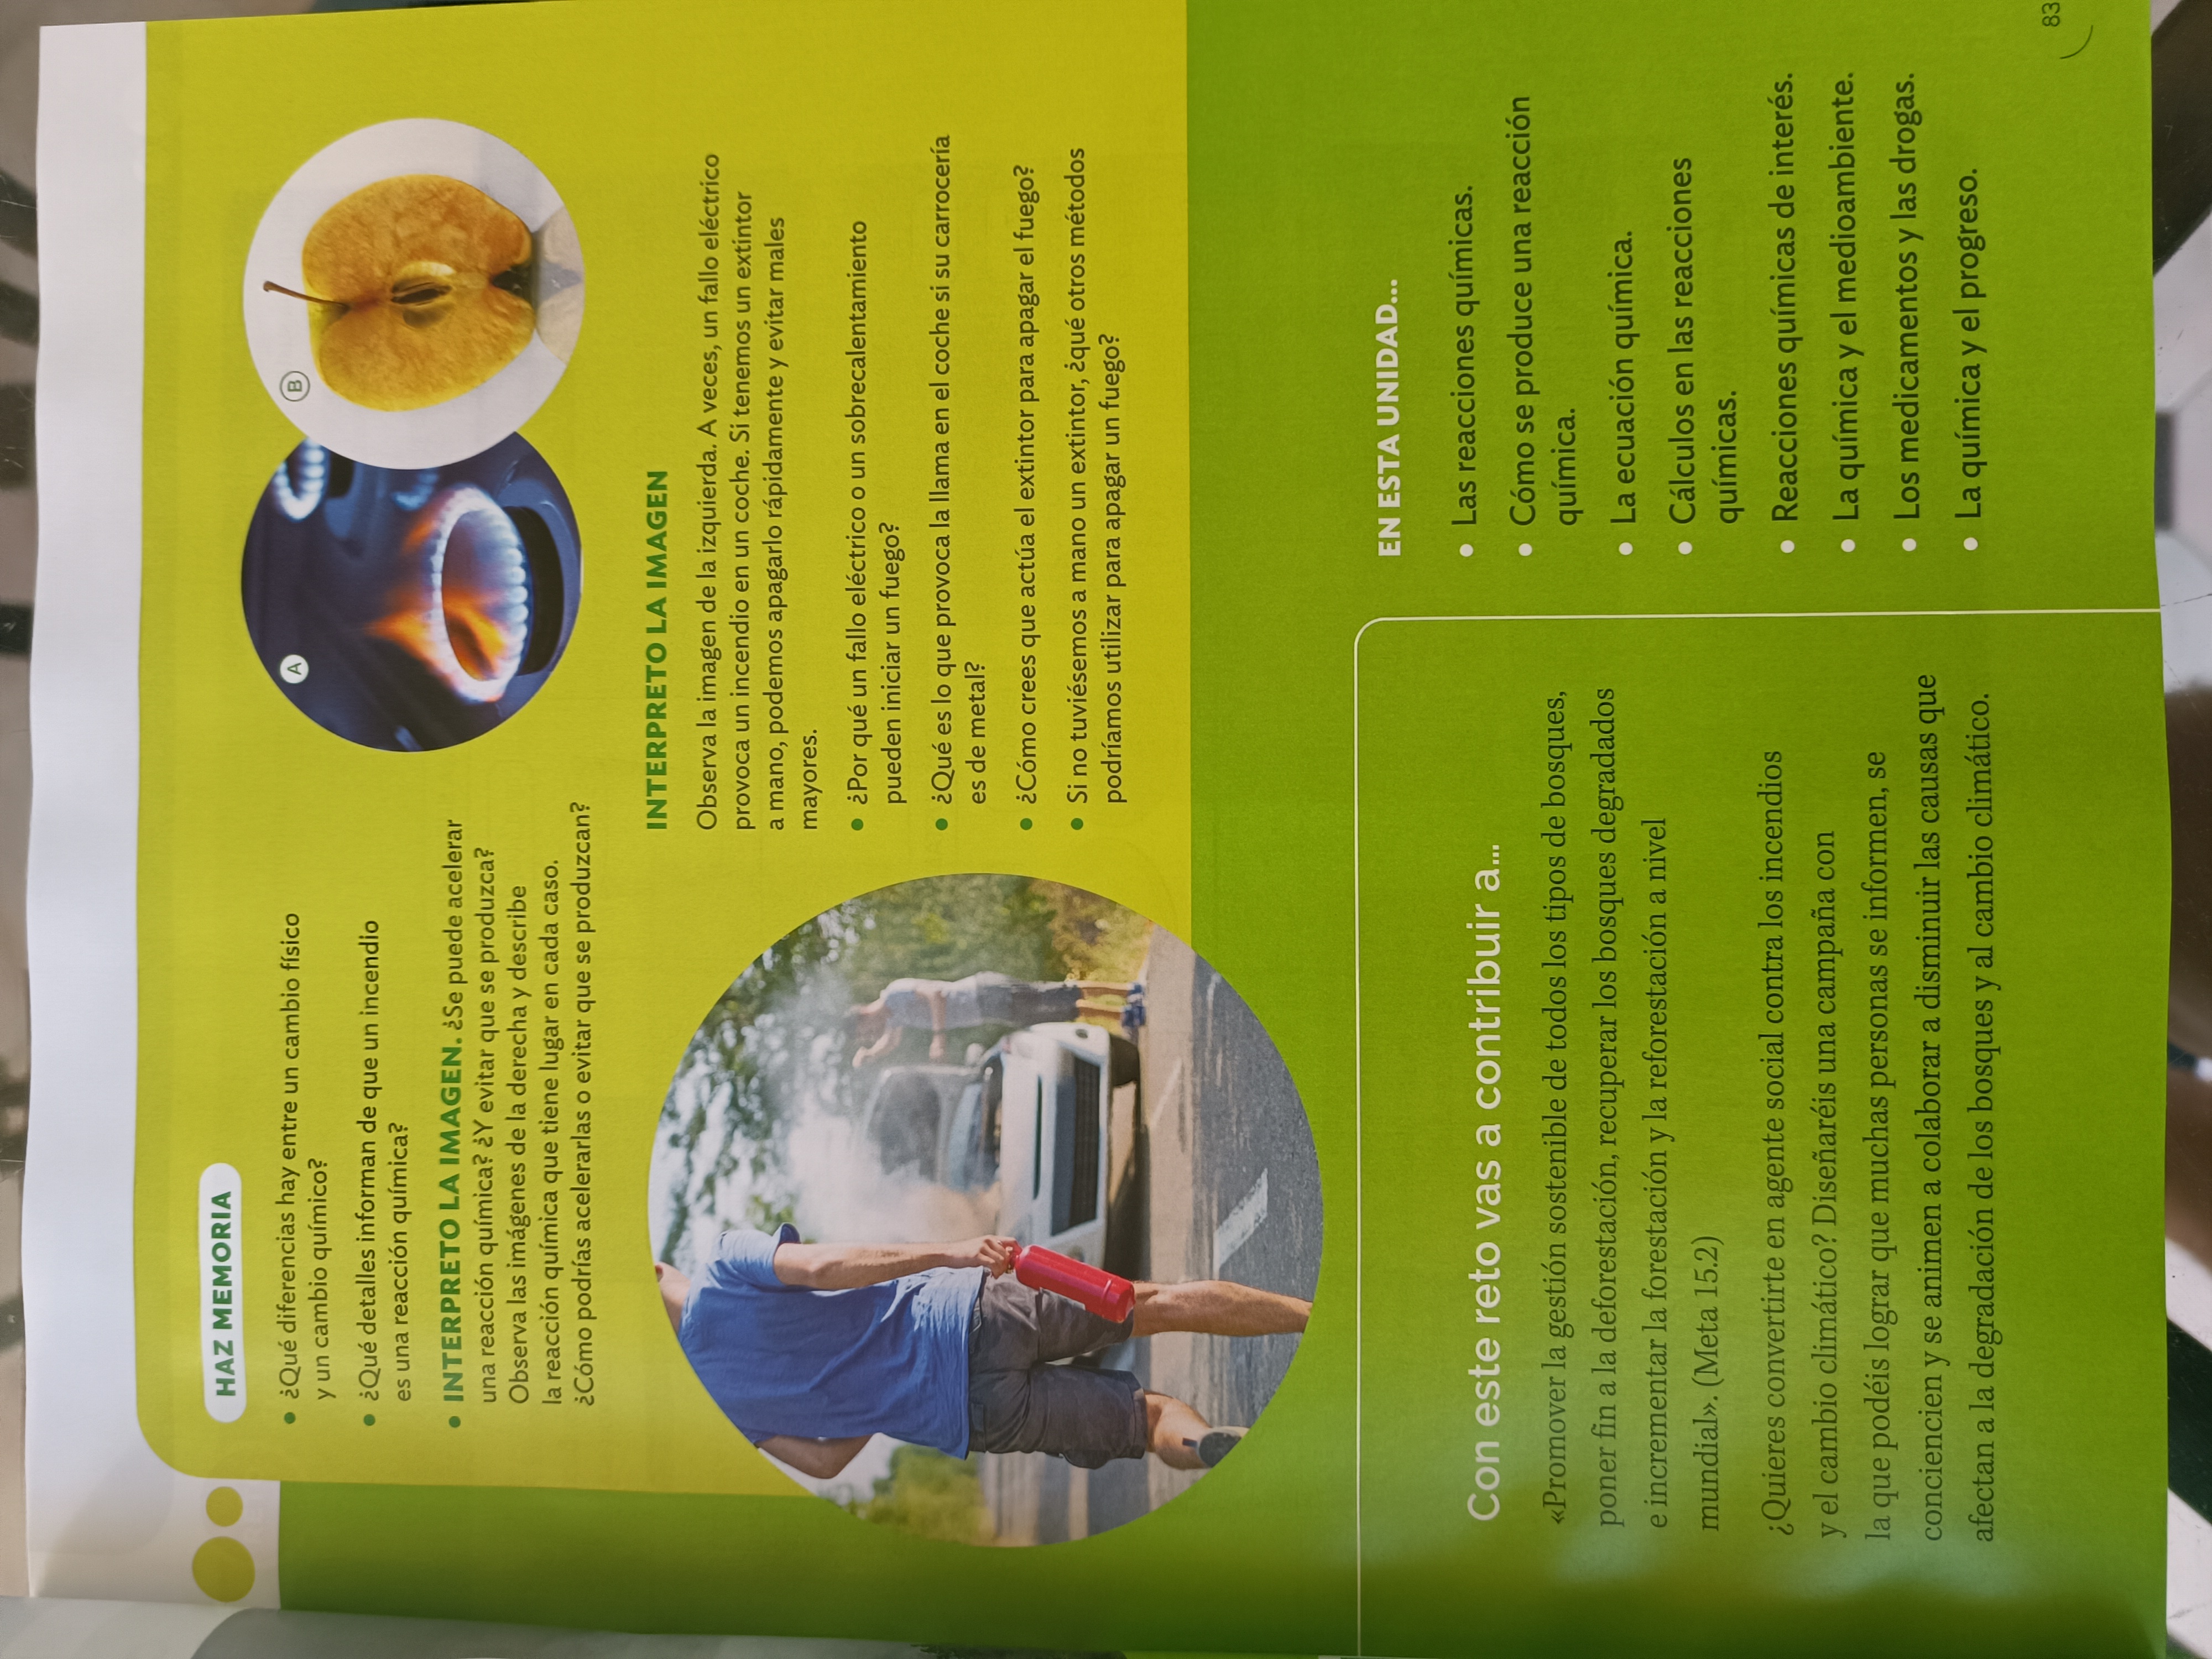 HAZ MEMORIA
• ¿Qué diferencias hay entre un cambio físico
y un cambio químico?
• ¿Qué detalles informan de que un incendio
es una reacción química?
• INTERPRETO LA IMAGEN. ¿Se puede acelerar
una reacción química? ¿Y evitar que se produzca?
Observa las imágenes de la derecha y describe
la reacción química que tiene lugar en cada caso.
¿Cómo podrías acelerarlas o evitar que se produzcan?
A
B
INTERPRETO LA IMAGEN
Observa la imagen de la izquierda. A veces, un fallo eléctrico
provoca un incendio en un coche. Si tenemos un extintor
a mano, podemos apagarlo rápidamente y evitar males
mayores.
• ¿Por qué un fallo eléctrico o un sobrecalentamiento
pueden iniciar un fuego?
• ¿Qué es lo que provoca la llama en el coche si su carrocería
es de metal?
• ¿Cómo crees que actúa el extintor para apagar el fuego?
• Si no tuviésemos a mano un extintor, ¿qué otros métodos
podríamos utilizar para apagar un fuego?
Con este reto vas a contribuir a...
«Promover la gestión sostenible de todos los tipos de bosques,
poner fin a la deforestación, recuperar los bosques degradados
e incrementar la forestación y la reforestación a nivel
mundial». (Meta 15.2)
¿Quieres convertirte en agente social contra los incendios
y el cambio climático? Diseñaréis una campaña con
la que podéis lograr que muchas personas se informen, se
conciencien y se animen a colaborar a disminuir las causas que
afectan a la degradación de los bosques y al cambio climático.
EN ESTA UNIDAD...
• Las reacciones químicas.
• Cómo se produce una reacción
química.
• La ecuación química.
• Cálculos en las reacciones
químicas.
• Reacciones químicas de interés.
• La química y el medioambiente.
• Los medicamentos y las drogas.
• La química y el progreso.
83